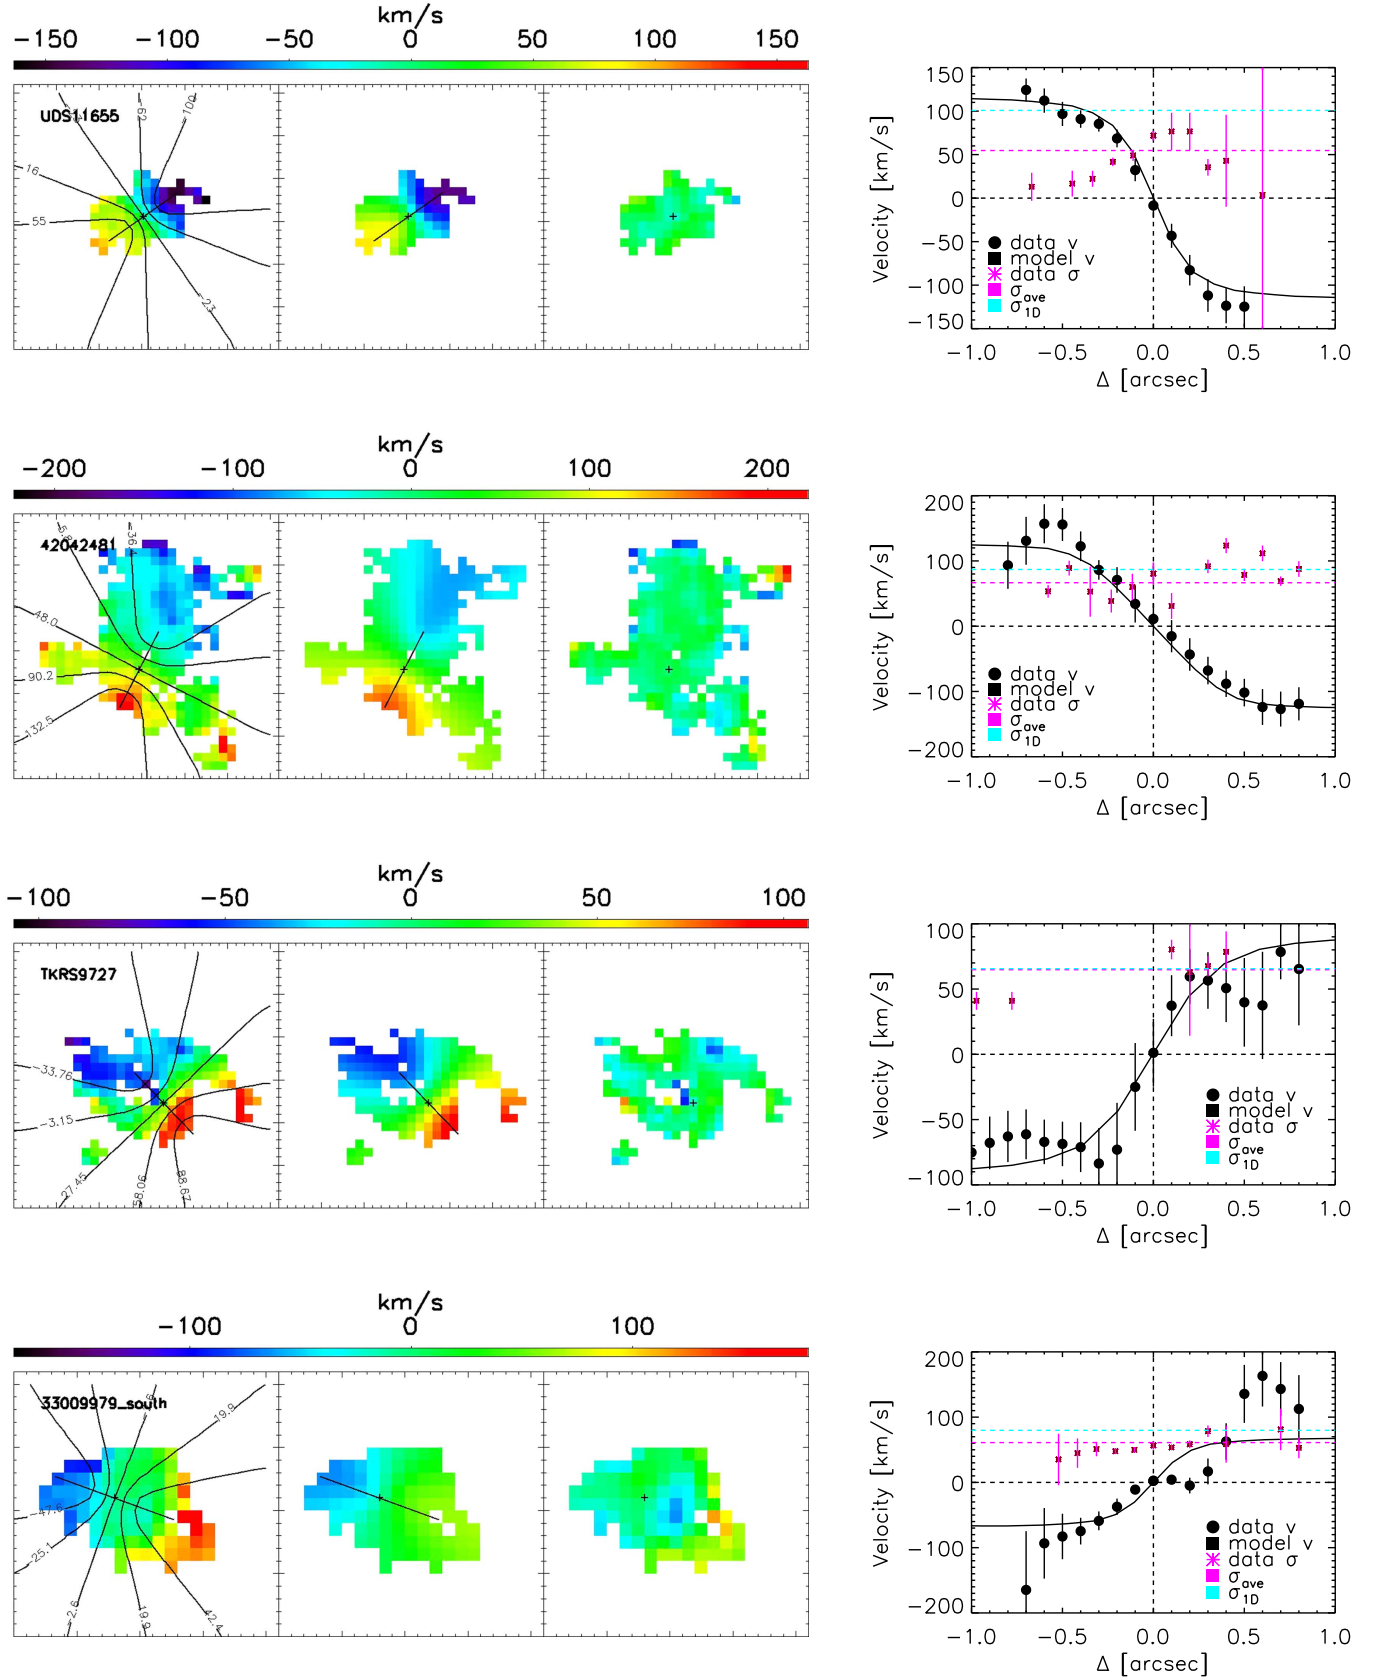 km/s
−150 −100 −50 0 50 100 150
UDS11655
−62
−100
16
55
−23
150
100
50
0
−50
−100
−150
Velocity [km/s]
data v
model v
data σ
σave
σ1D
−1.0 −0.5 0.0 0.5 1.0
Δ [arcsec]
km/s
−200 −100 0 100 200
42042481
−5.8
−36.4
48.0
90.2
132.5
200
100
0
−100
−200
Velocity [km/s]
data v
model v
data σ
σave
σ1D
−1.0 −0.5 0.0 0.5 1.0
Δ [arcsec]
km/s
−100 −50 0 50 100
TKRS9727
−33.76
−3.15
27.45
58.06
88.67
100
50
0
−50
−100
Velocity [km/s]
data v
model v
data σ
σave
σ1D
−1.0 −0.5 0.0 0.5 1.0
Δ [arcsec]
km/s
−100 0 100
33009979_south
19.9
−47.6
−25.1
−2.6
19.9
42.4
200
100
0
−100
−200
Velocity [km/s]
data v
model v
data σ
σave
σ1D
−1.0 −0.5 0.0 0.5 1.0
Δ [arcsec]